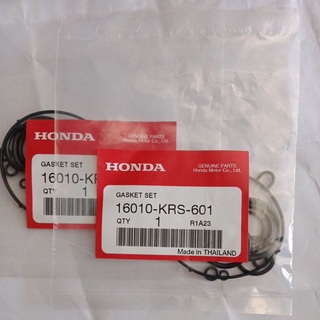 HONDA
GENUINE PARTS
Honda Motor Co., Ltd.
GASKET SET
16010-KR
QTY 1
HONDA
GENUINE PARTS
Honda Motor Co., Ltd.
GASKET SET
16010-KRS-601
QTY 1 R1A23
Made in THAILAND